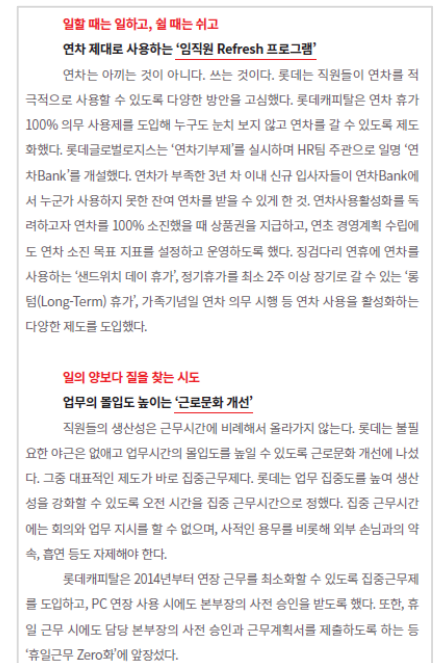 일할 때는 일하고, 쉴 때는 쉬고
연차 제대로 사용하는 ‘임직원 Refresh 프로그램’
연차는 아끼는 것이 아니다. 쓰는 것이다. 롯데는 직원들이 연차를 적
극적으로 사용할 수 있도록 다양한 방안을 고심했다. 롯데캐피탈은 연차 휴가
100% 의무 사용제를 도입해 누구도 눈치 보지 않고 연차를 갈 수 있도록 제도
화했다. 롯데글로벌로지스는 ‘연차기부제’를 실시하며 HR팀 주관으로 일명 ‘연
차Bank’를 개설했다. 연차가 부족한 3년 차 이내 신규 입사자들이 연차Bank에
서 누군가 사용하지 못한 잔여 연차를 받을 수 있게 한 것. 연차사용활성화를 독
려하고자 연차를 100% 소진했을 때 상품권을 지급하고, 연초 경영계획 수립에
도 연차 소진 목표 지표를 설정하고 운영하도록 했다. 징검다리 연휴에 연차를
사용하는 ‘샌드위치 데이 휴가’, 정기휴가를 최소 2주 이상 장기로 갈 수 있는 ‘롱
텀(Long-Term) 휴가’, 가족기념일 연차 의무 시행 등 연차 사용을 활성화하는
다양한 제도를 도입했다.
일의 양보다 질을 찾는 시도
업무의 몰입도 높이는 ‘근로문화 개선’
직원들의 생산성은 근무시간에 비례해서 올라가지 않는다. 롯데는 불필
요한 야근은 없애고 업무시간의 몰입도를 높일 수 있도록 근로문화 개선에 나섰
다. 그중 대표적인 제도가 바로 집중근무제다. 롯데는 업무 집중도를 높여 생산
성을 강화할 수 있도록 오전 시간을 집중 근무시간으로 정했다. 집중 근무시간
에는 회의와 업무 지시를 할 수 없으며, 사적인 용무를 비롯해 외부 손님과의 약
속, 흡연 등도 자제해야 한다.
롯데캐피탈은 2014년부터 연장 근무를 최소화할 수 있도록 집중근무제
를 도입하고, PC 연장 사용 시에도 본부장의 사전 승인을 받도록 했다. 또한, 휴
일 근무 시에도 담당 본부장의 사전 승인과 근무계획서를 제출하도록 하는 등
‘휴일근무 Zero화’에 앞장섰다.